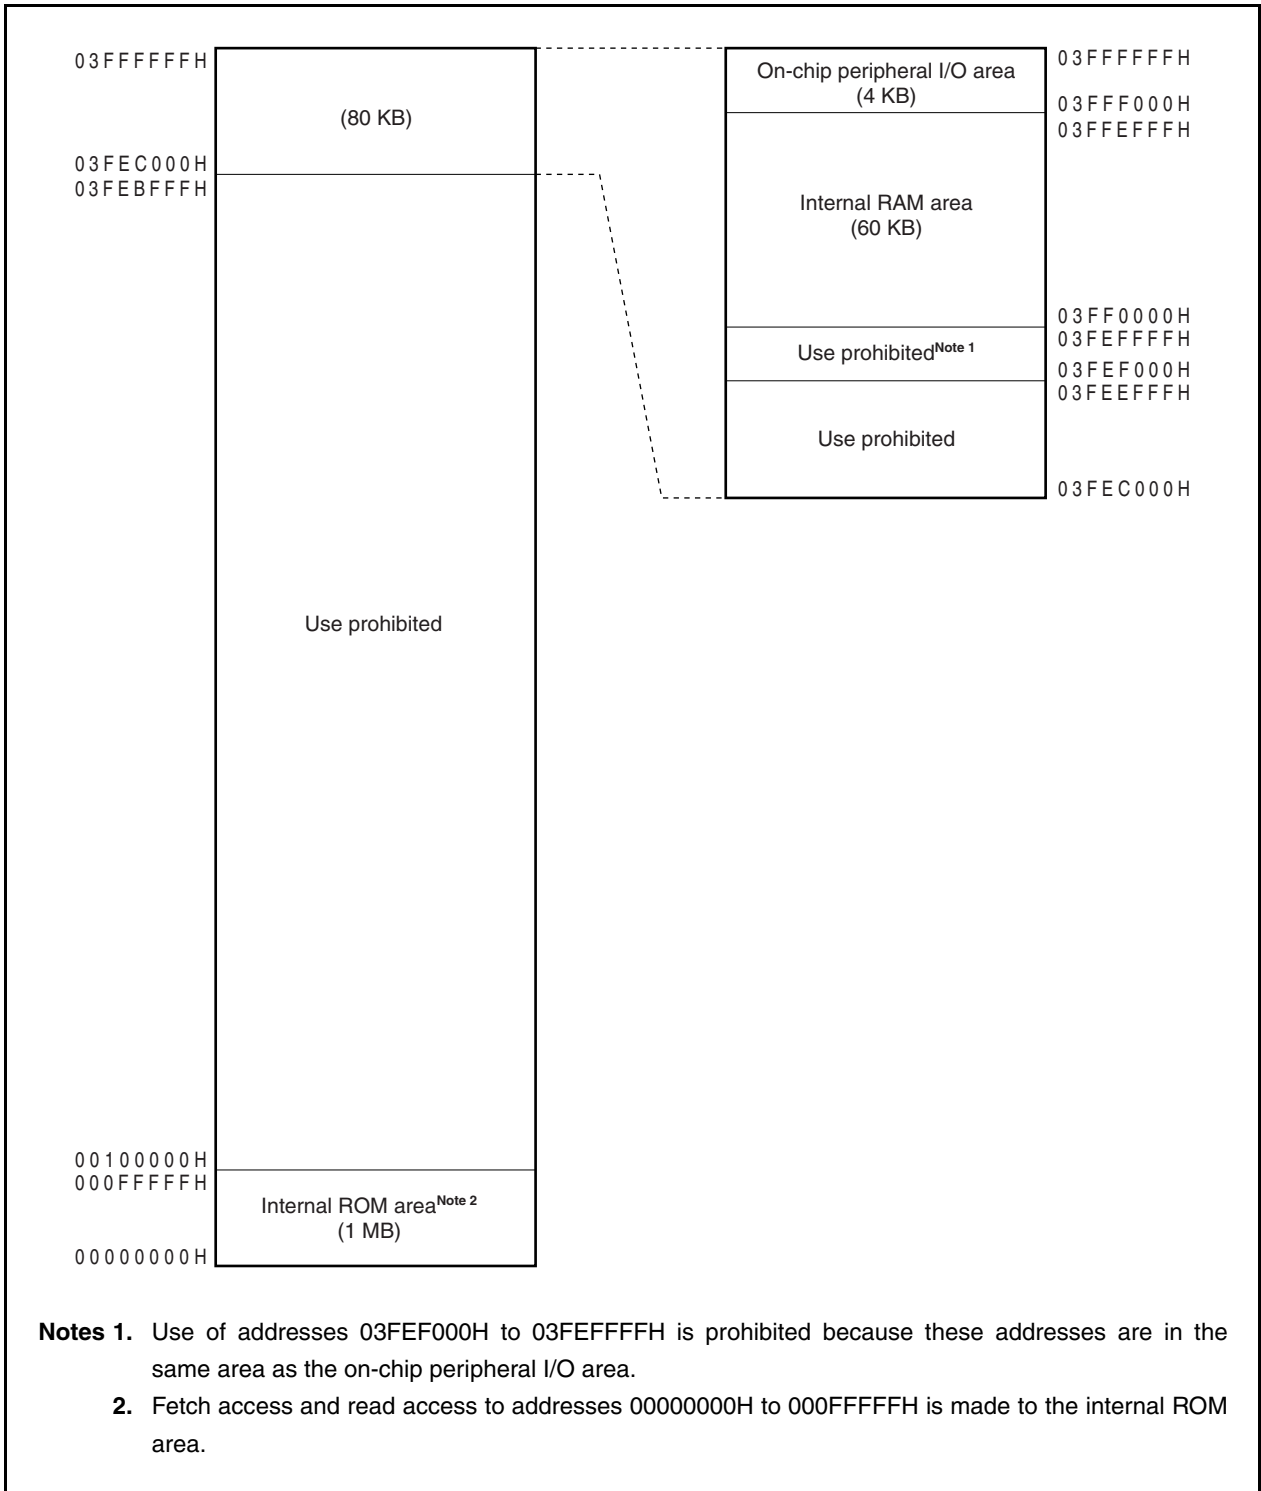 03FFFFFFH
(80 KB)
03FEC000H
03FEBFFFH
Use prohibited
00100000H
000FFFFFH
Internal ROM areaNote 2
(1 MB)
00000000H
On-chip peripheral I/O area
(4 KB)
03FFFFFFH
03FFF000H
03FFEFFFH
Internal RAM area
(60 KB)
03FF0000H
03FEFFFFH
Use prohibitedNote 1
03FEF000H
03FEEFFFH
Use prohibited
03FEC000H
Notes 1. Use of addresses 03FEF000H to 03FEFFFFH is prohibited because these addresses are in the
same area as the on-chip peripheral I/O area.
2. Fetch access and read access to addresses 00000000H to 000FFFFFH is made to the internal ROM
area.